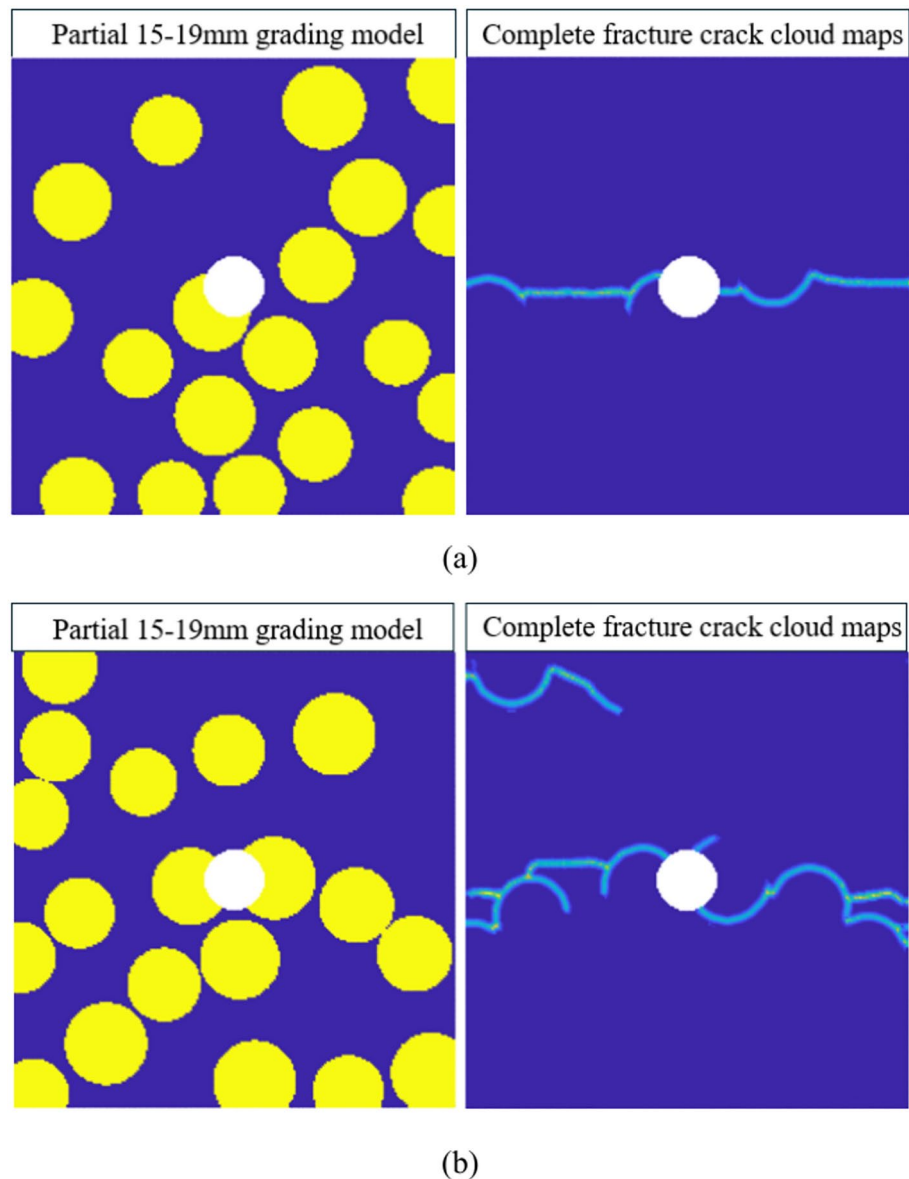 Partial 15-19mm grading model
Complete fracture crack cloud maps
(a)
Partial 15-19mm grading model
Complete fracture crack cloud maps
(b)